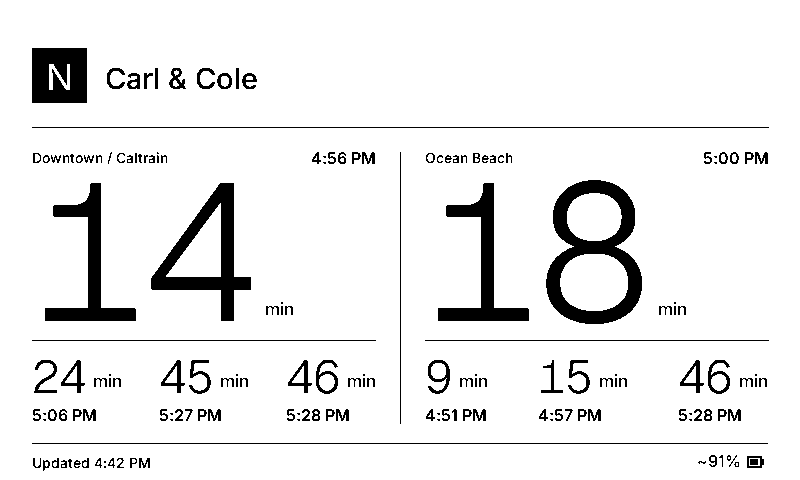 N Carl & Cole
Downtown / Caltrain 4:56 PM
14 min
24 min 45 min 46 min
5:06 PM 5:27 PM 5:28 PM
Ocean Beach 5:00 PM
18 min
9 min 15 min 46 min
4:51 PM 4:57 PM 5:28 PM
Updated 4:42 PM ~91%